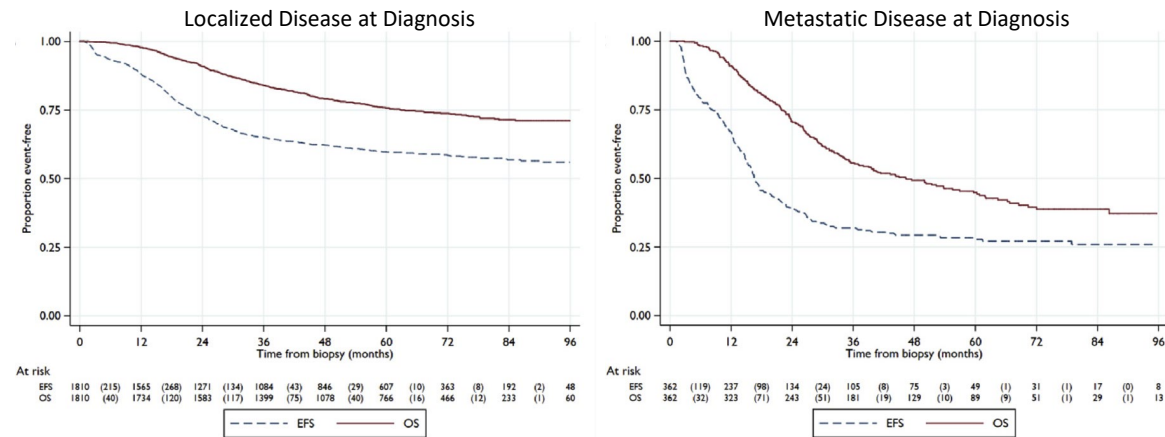 Localized Disease at Diagnosis
1.00
0.75
0.50
0.25
0.00
Proportion event-free
0 12 24 36 48 60 72 84 96
Time from biopsy (months)
At risk
EFS 1810 (215) 1565 (268) 1271 (134) 1084 (43) 846 (29) 607 (10) 363 (8) 192 (2) 48
OS 1810 (40) 1734 (120) 1583 (117) 1399 (75) 1078 (40) 766 (16) 466 (12) 233 (1) 60
EFS OS
Metastatic Disease at Diagnosis
1.00
0.75
0.50
0.25
0.00
Proportion event-free
0 12 24 36 48 60 72 84 96
Time from biopsy (months)
At risk
EFS 362 (119) 237 (98) 134 (24) 105 (8) 75 (3) 49 (1) 31 (1) 17 (0) 8
OS 362 (32) 323 (71) 243 (51) 181 (19) 129 (10) 89 (9) 51 (1) 29 (1) 13
EFS OS